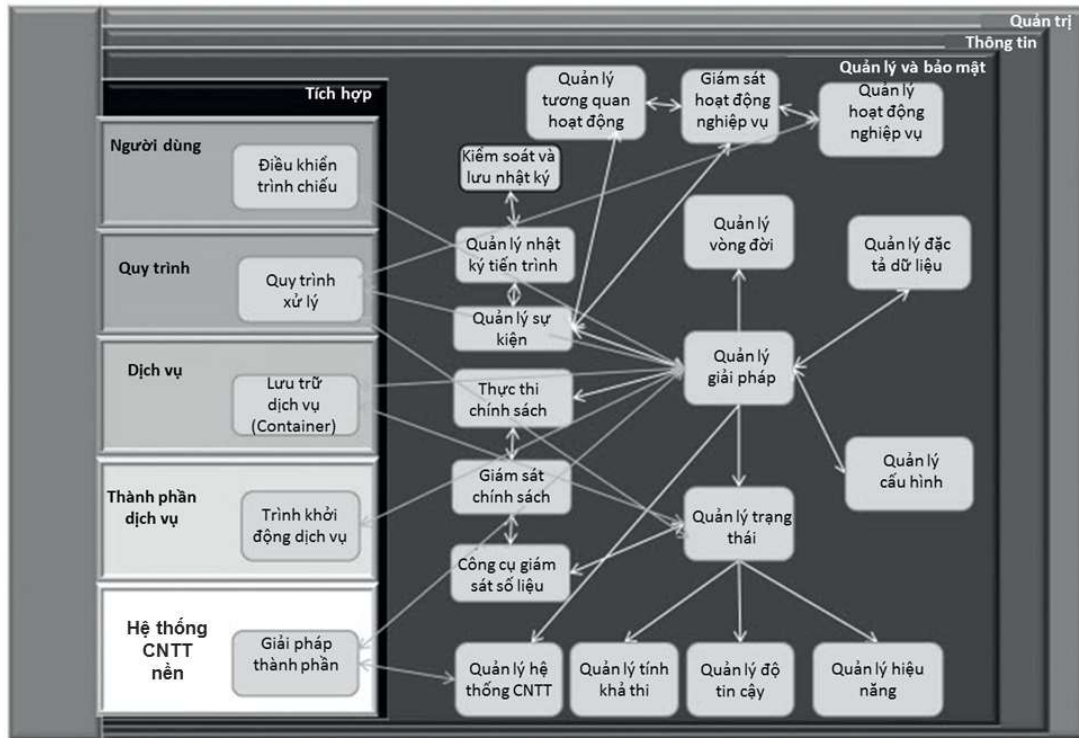 Quản trị
Thông tin
Quản lý và bảo mật
Tích hợp
Người dùng
Điều khiển
trình chiếu
Quy trình
Quy trình
xử lý
Dịch vụ
Lưu trữ
dịch vụ
(Container)
Thành phần
dịch vụ
Trình khởi
động dịch vụ
Hệ thống
CNTT
nền
Giải pháp
thành phần
Quản lý
tương quan
hoạt động
Giám sát
hoạt động
nghiệp vụ
Quản lý
hoạt động
nghiệp vụ
Kiểm soát và
lưu nhật ký
Quản lý nhật
ký tiến trình
Quản lý sự
kiện
Quản lý
vòng đời
Quản lý đặc
tả dữ liệu
Quản lý
giải pháp
Thực thi
chính sách
Giám sát
chính sách
Quản lý
cấu hình
Quản lý trạng
thái
Công cụ giám
sát số liệu
Quản lý hệ
thống CNTT
Quản lý tính
khả thi
Quản lý độ
tin cậy
Quản lý hiệu
năng